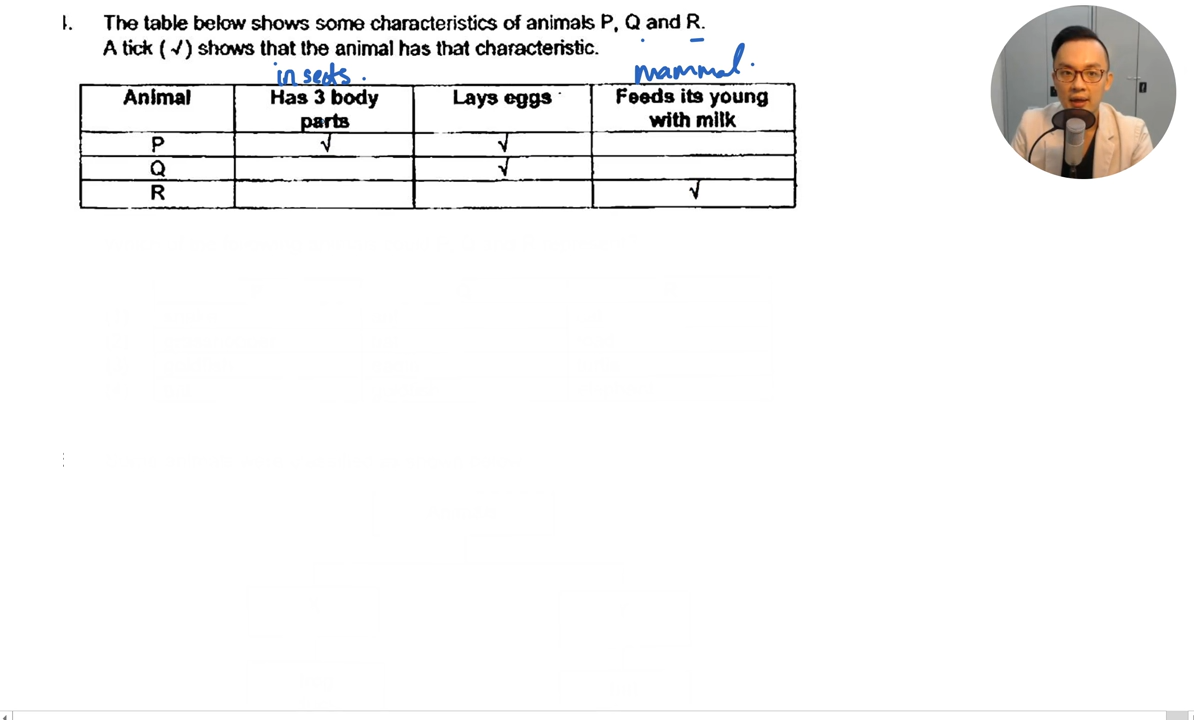 1. The table below shows some characteristics of animals P, Q and R.
A tick (√) shows that the animal has that characteristic.
insects. mammal.
Animal Has 3 body parts Lays eggs Feeds its young with milk
P √ √
Q √
R √